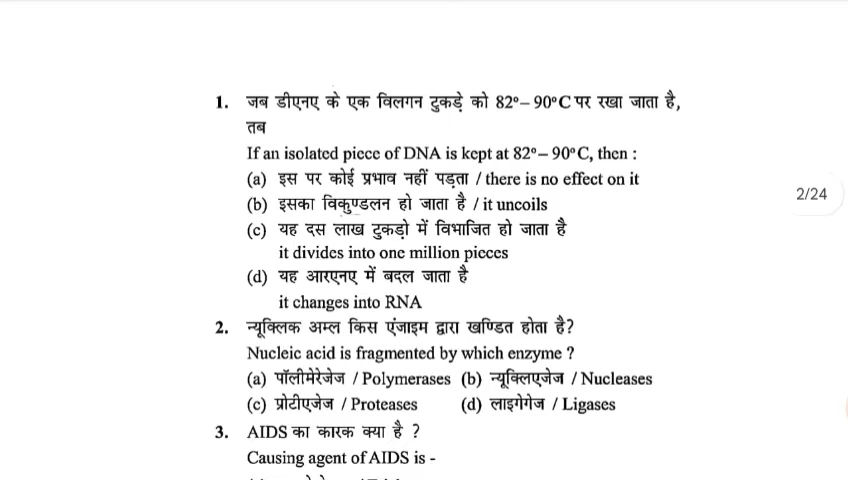 1. जब डीएनए के एक विलगन टुकड़े को 82°– 90°C पर रखा जाता है,
तब
If an isolated piece of DNA is kept at 82°– 90°C, then :
(a) इस पर कोई प्रभाव नहीं पड़ता / there is no effect on it
(b) इसका विकुण्डलन हो जाता है / it uncoils
(c) यह दस लाख टुकड़ो में विभाजित हो जाता है
it divides into one million pieces
(d) यह आरएनए में बदल जाता है
it changes into RNA
2/24
2. न्यूक्लिक अम्ल किस एंजाइम द्वारा खण्डित होता है?
Nucleic acid is fragmented by which enzyme ?
(a) पॉलीमेरेजेज / Polymerases (b) न्यूक्लिएजेज / Nucleases
(c) प्रोटीएजेज / Proteases (d) लाइगेगेज / Ligases
3. AIDS का कारक क्या है ?
Causing agent of AIDS is -